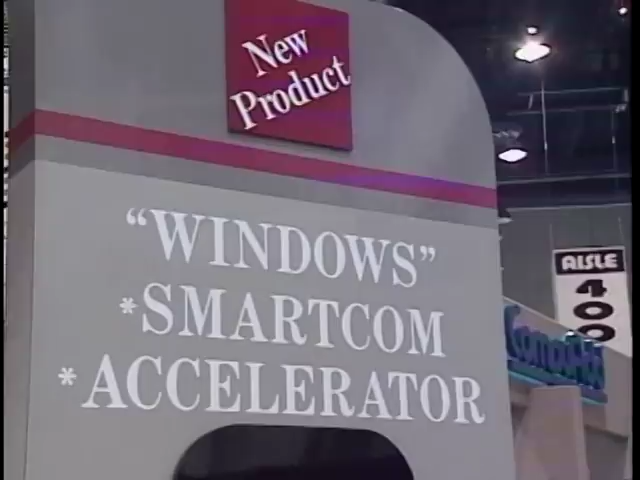 New
Product
“WINDOWS”
*SMARTCOM
*ACCELERATOR
AISLE
400